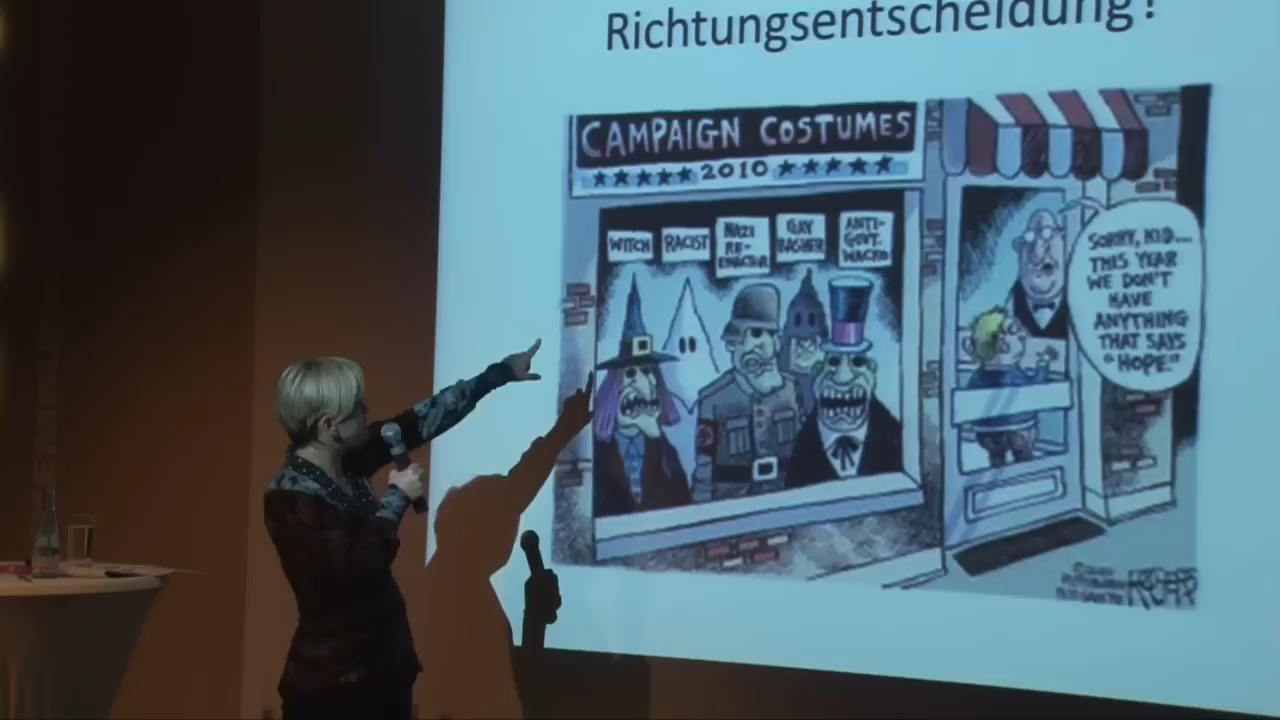 Richtungsentscheidung?
CAMPAIGN COSTUMES
2010
WITCH
RACIST
NAZI
RE-
ENACTOR
GAY
BASHER
ANTI-
GOVT.
WACKO
SORRY, KID...
THIS YEAR
WE DON'T
HAVE
ANYTHING
THAT SAYS
"HOPE."